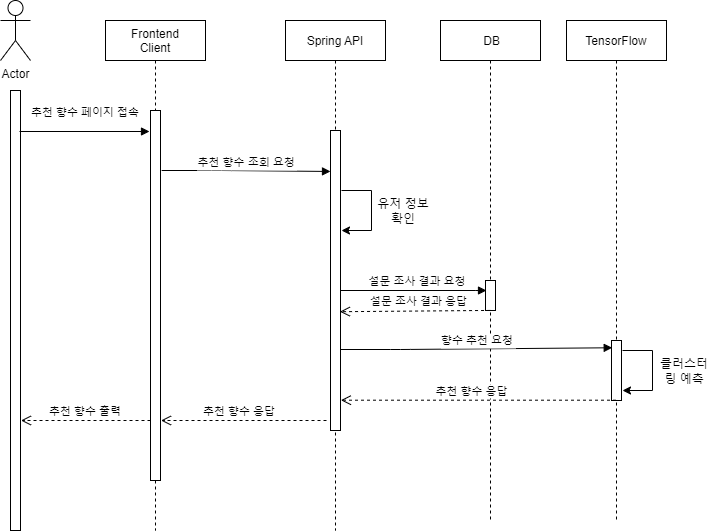 Frontend
Client
Spring API
DB
TensorFlow
Actor
추천 향수 페이지 접속
추천 향수 조회 요청
유저 정보
확인
설문 조사 결과 요청
설문 조사 결과 응답
향수 추천 요청
클러스터
링 예측
추천 향수 응답
추천 향수 응답
추천 향수 출력